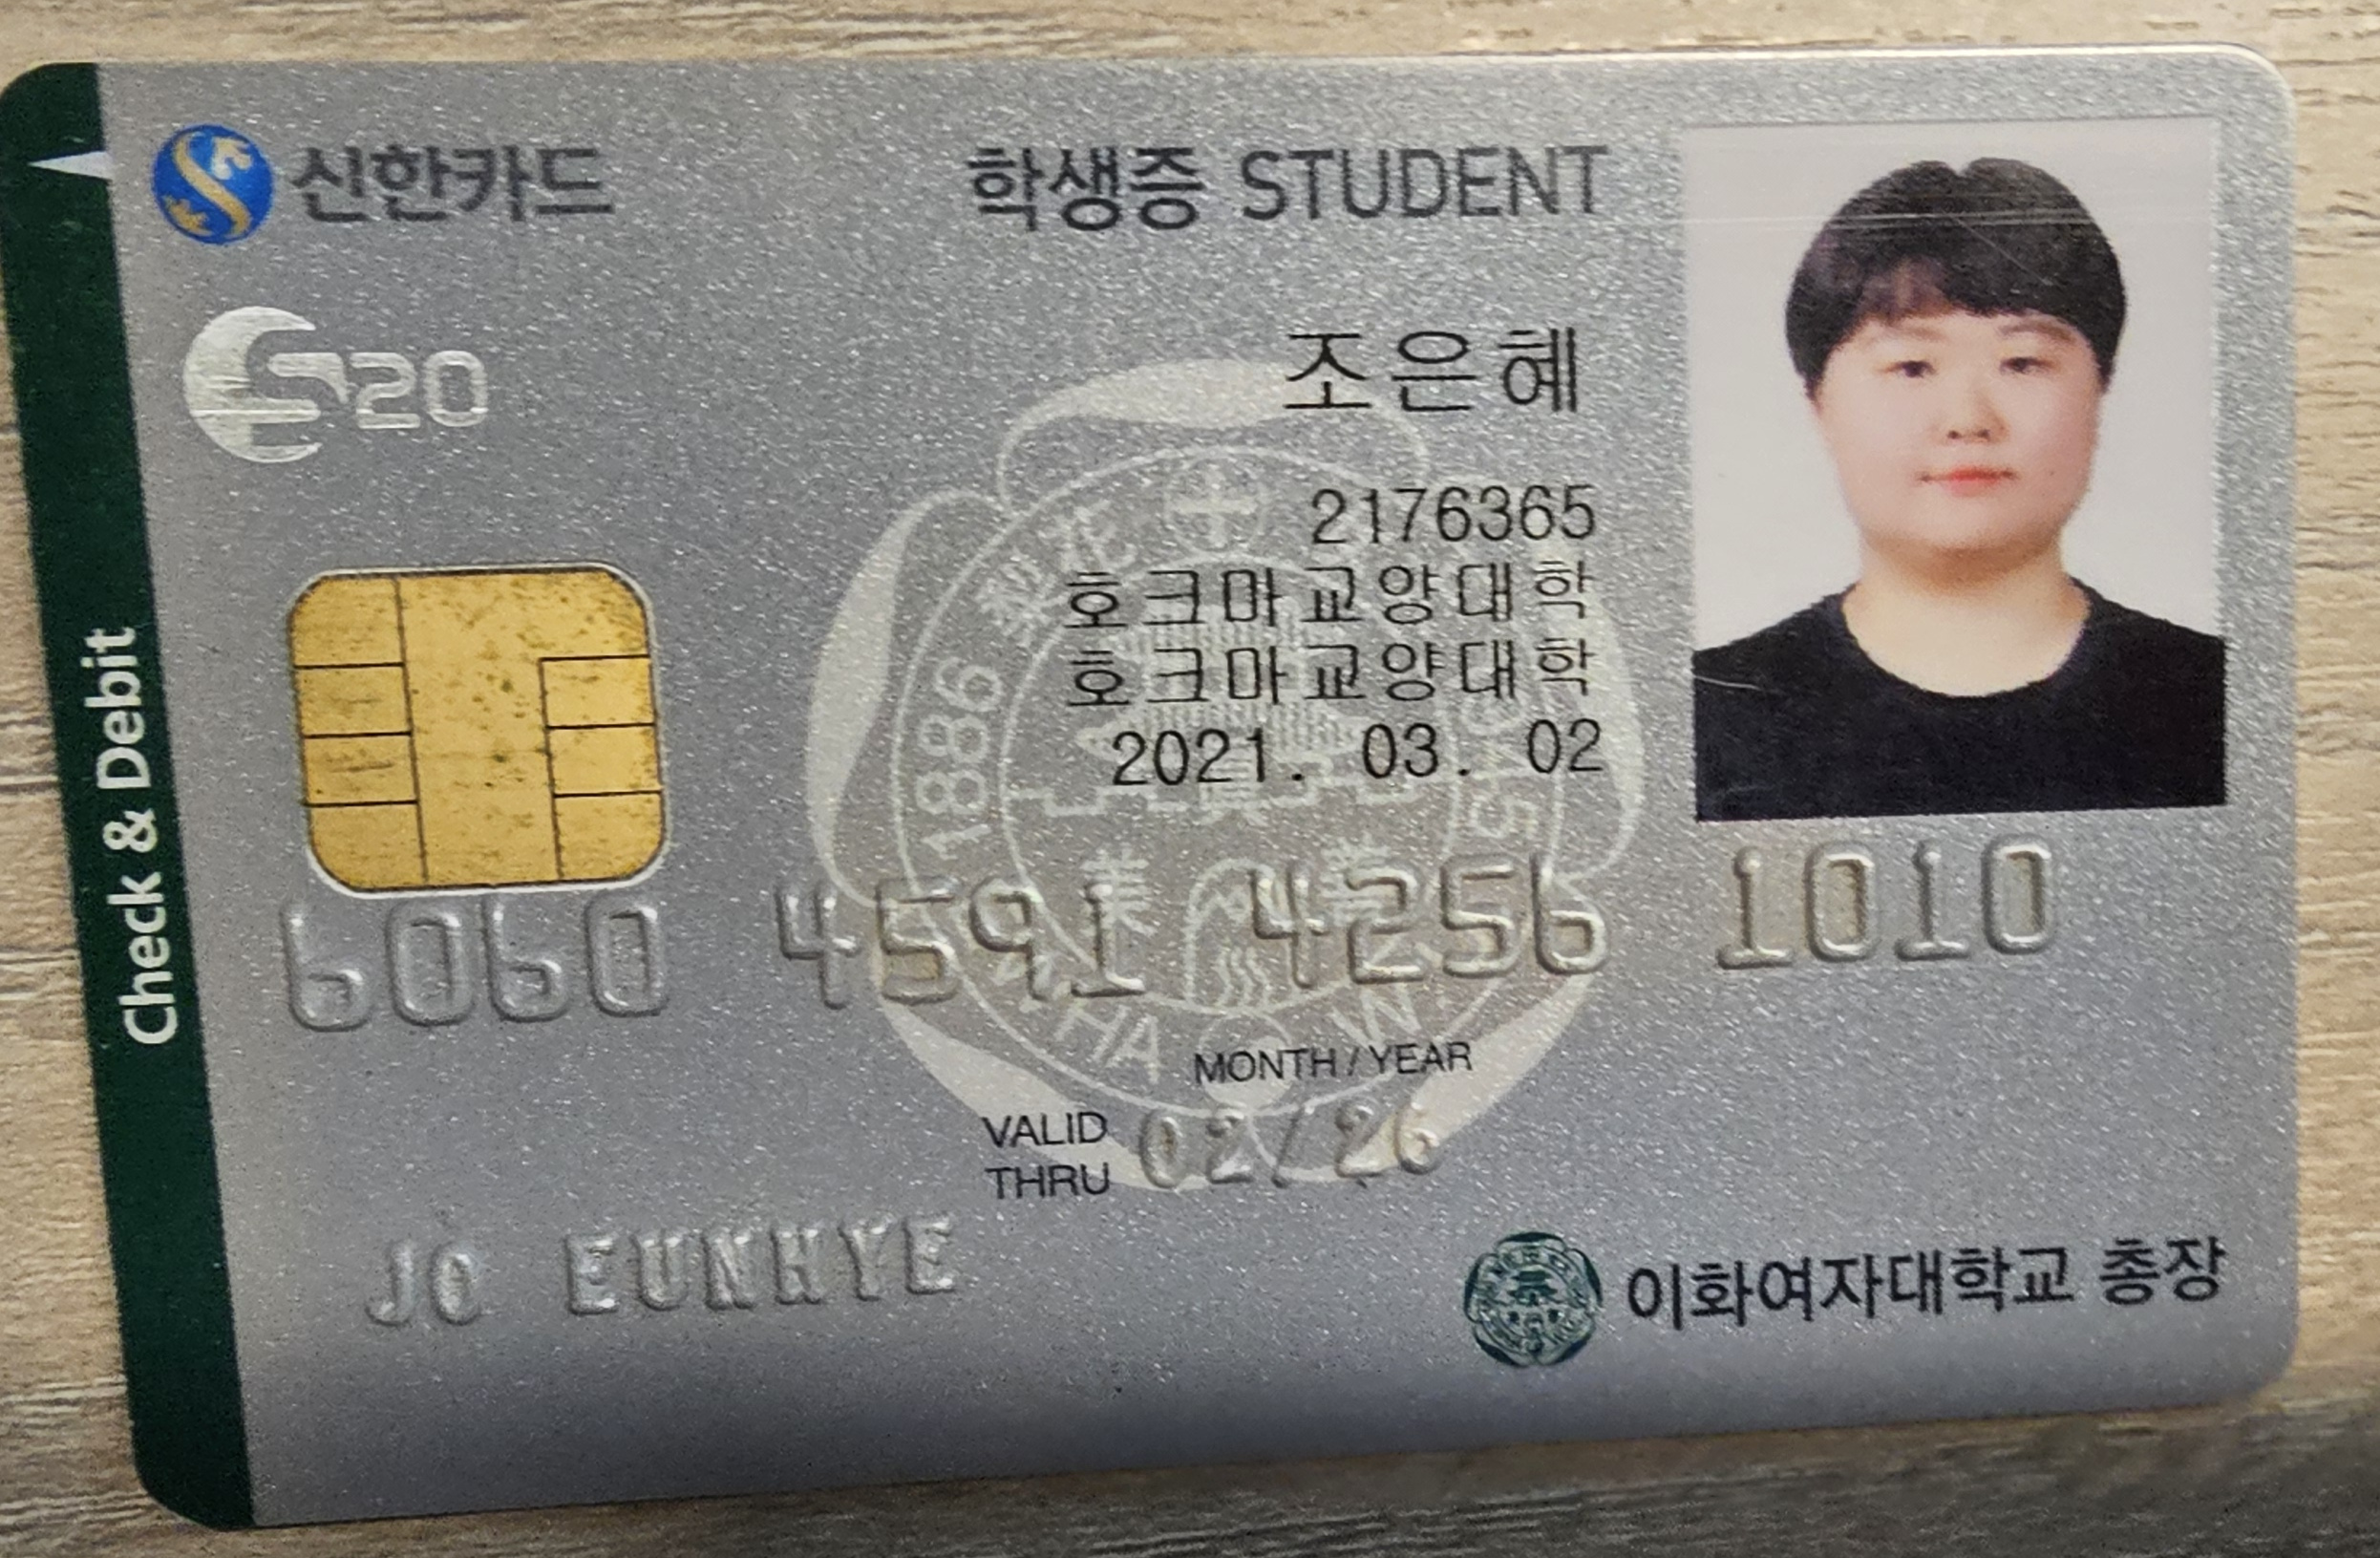 신한카드
학생증 STUDENT
S20
조은혜
2176365
호크마교양대학
호크마교양대학
2021. 03. 02
Check & Debit
1886 梨花
6060 4591 4256 1010
MONTH / YEAR
VALID THRU 02/26
JO EUNHYE
이화여자대학교 총장